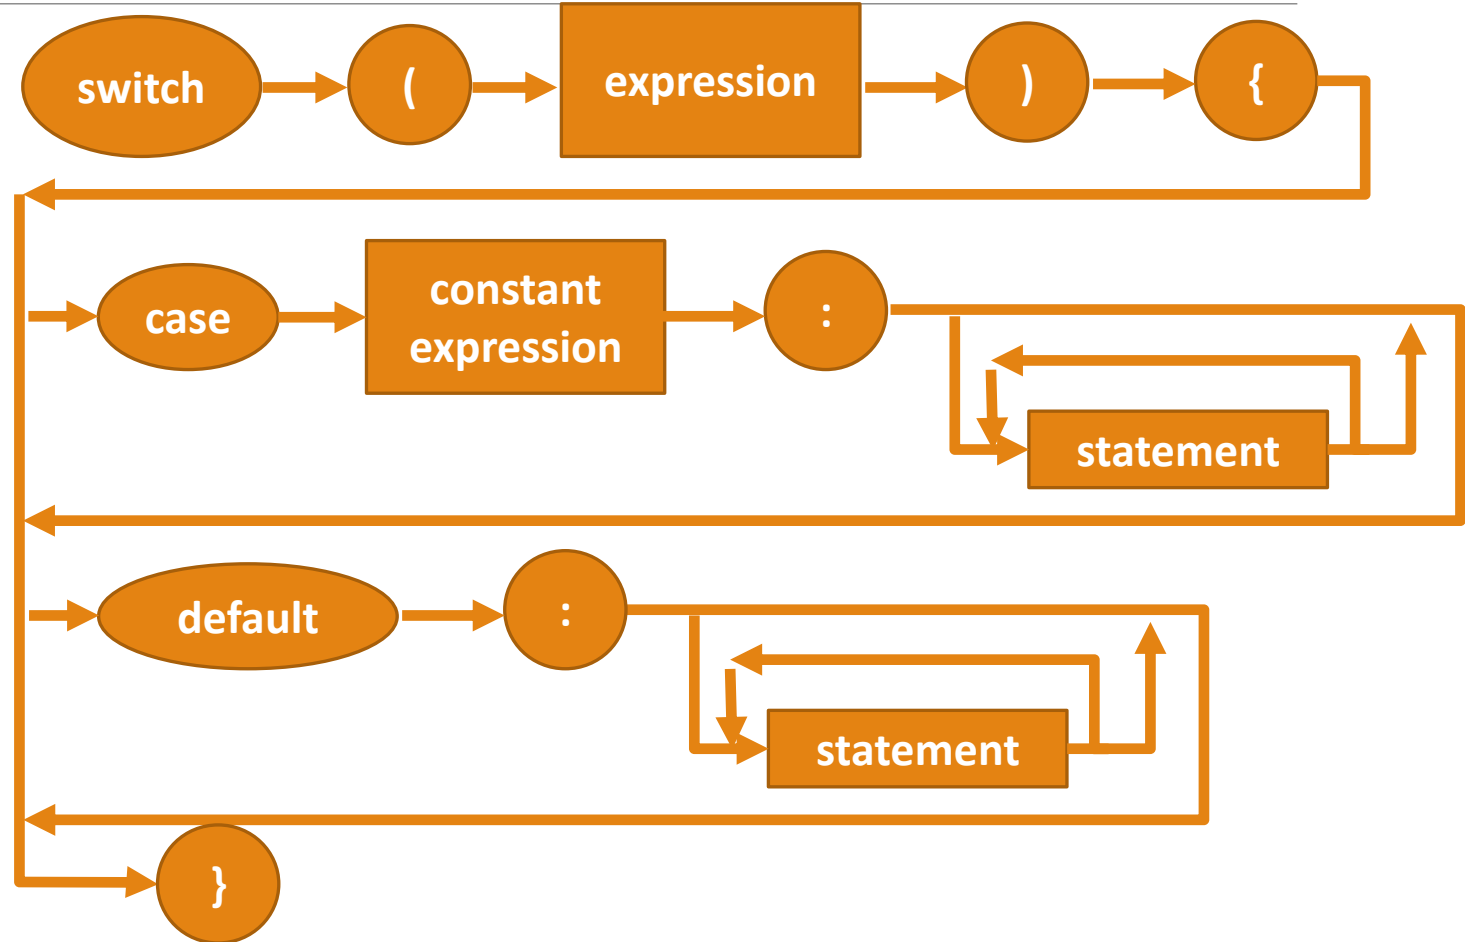 switch ( expression ) {
case constant expression :
statement
default :
statement
}